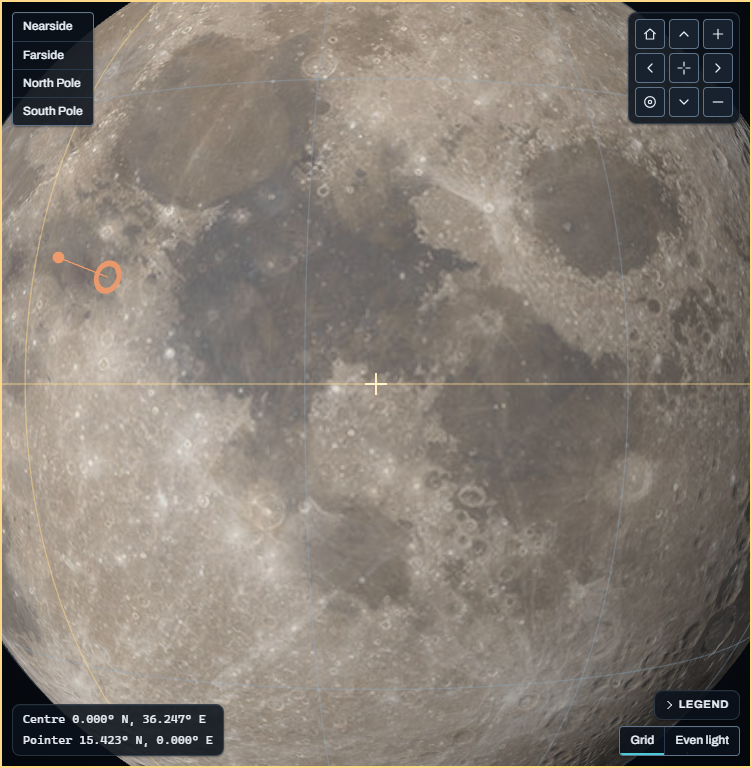 Nearside
Farside
North Pole
South Pole
LEGEND
Centre 0.000° N, 36.247° E
Pointer 15.423° N, 0.000° E
Grid
Even light